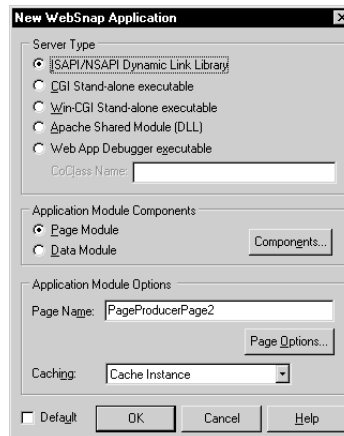 New WebSnap Application
Server Type
ISAPI/NSAPI Dynamic Link Library
CGI Stand-alone executable
Win-CGI Stand-alone executable
Apache Shared Module (DLL)
Web App Debugger executable
CoClass Name:
Application Module Components
Page Module
Data Module
Components...
Application Module Options
Page Name: PageProducerPage2
Page Options...
Caching: Cache Instance
Default OK Cancel Help